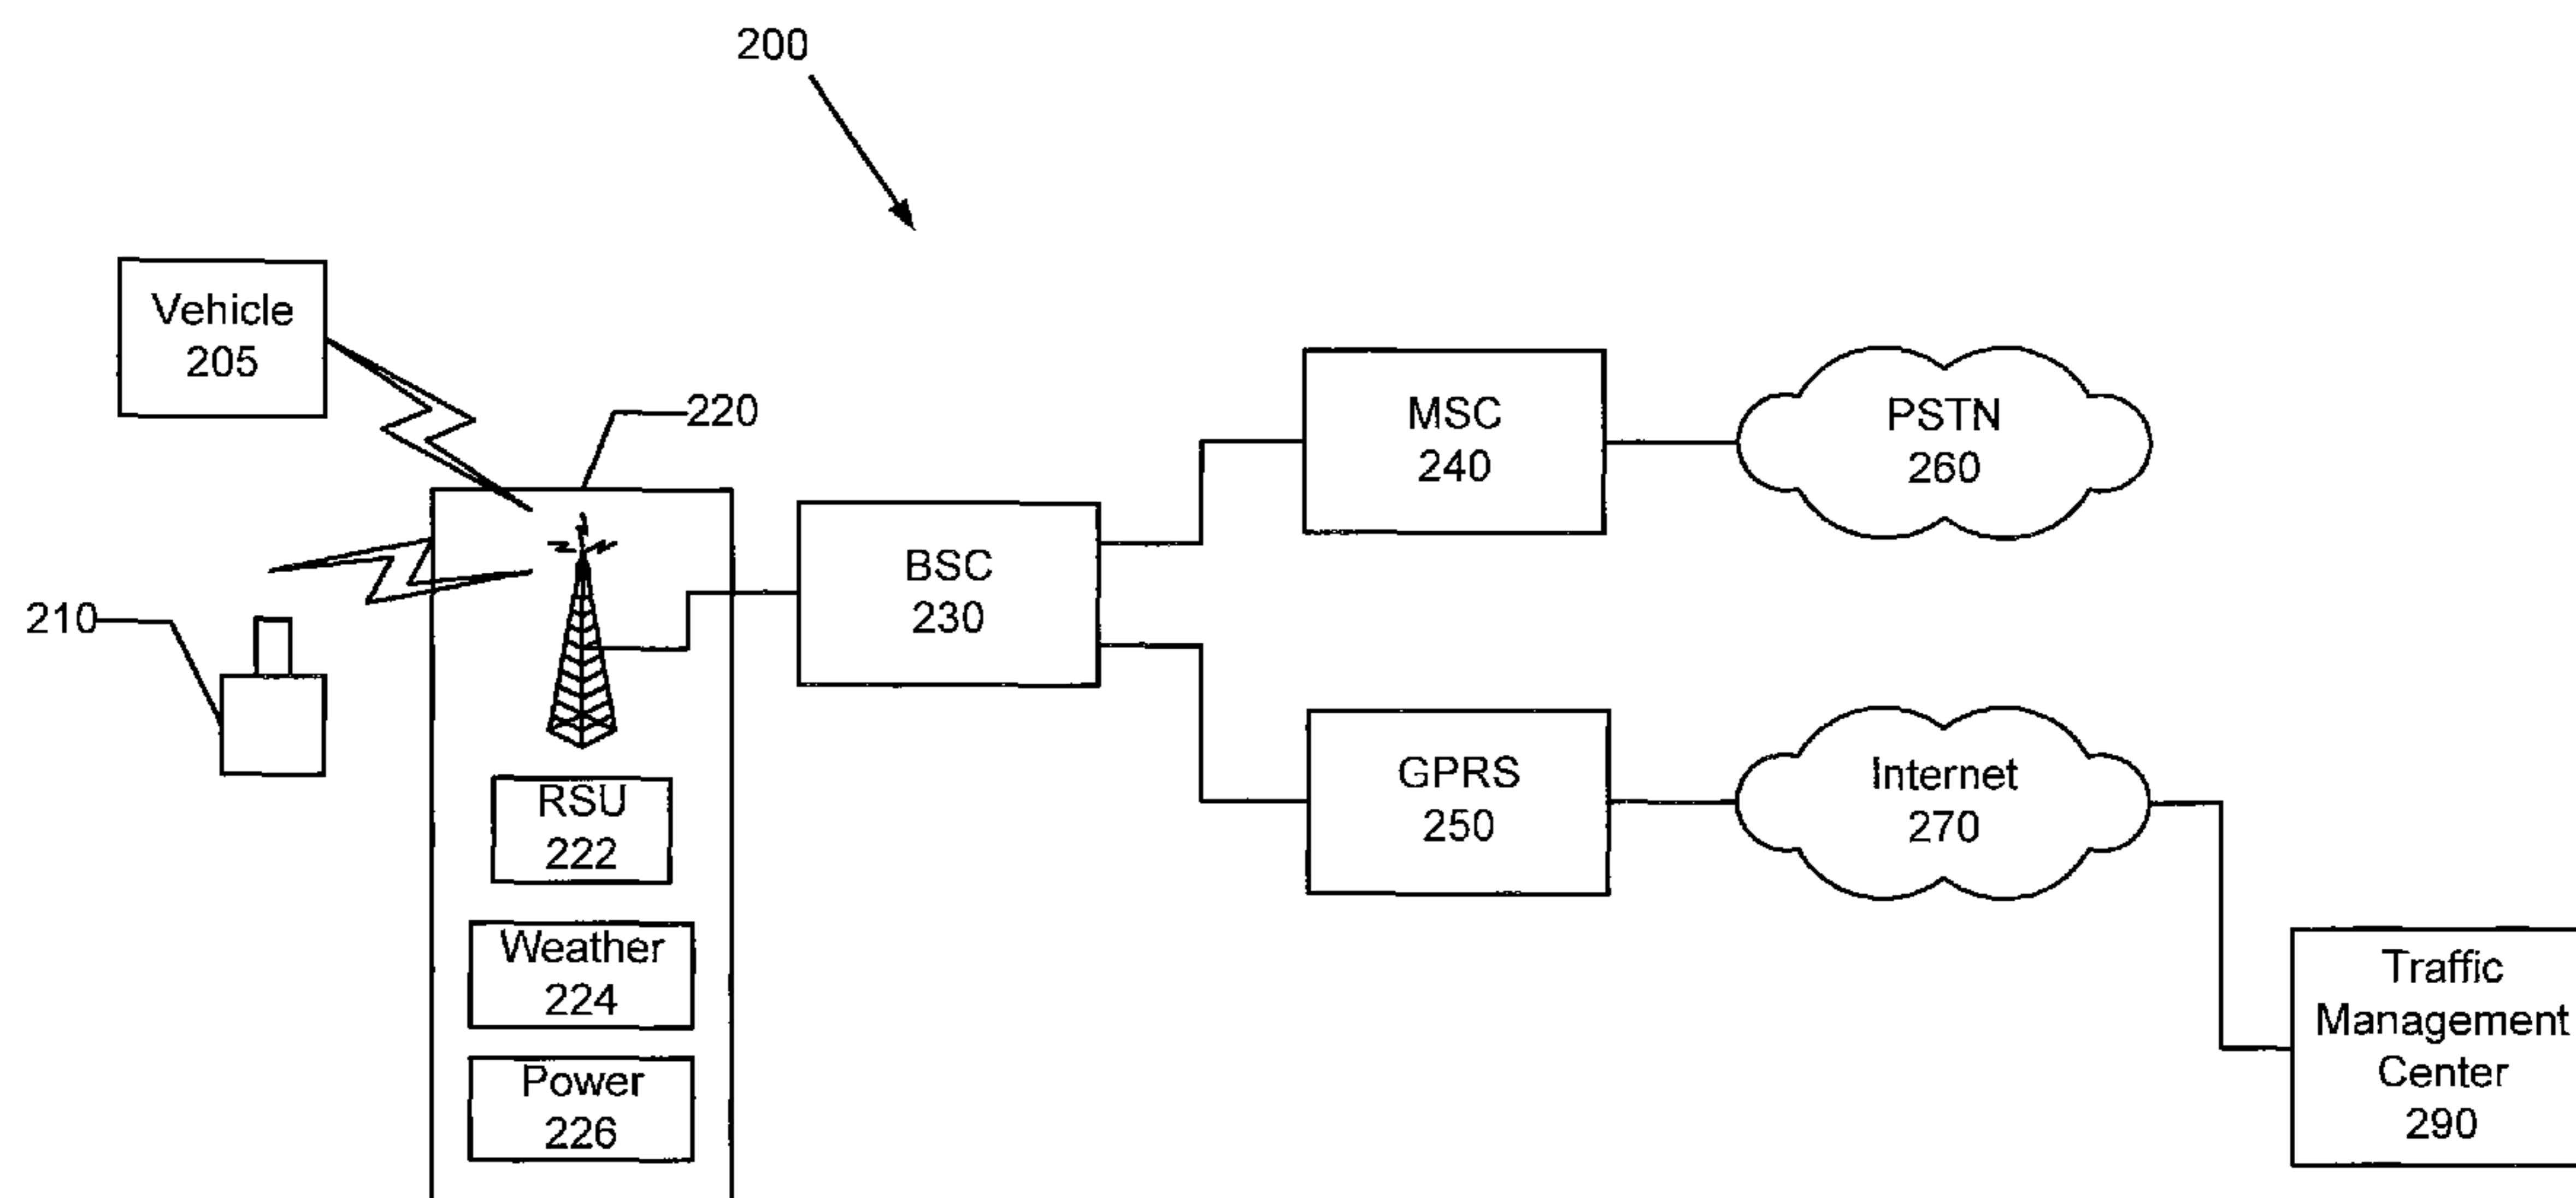 200
Vehicle
205
220
210
BSC
230
MSC
240
PSTN
260
GPRS
250
Internet
270
RSU
222
Weather
224
Power
226
Traffic
Management
Center
290